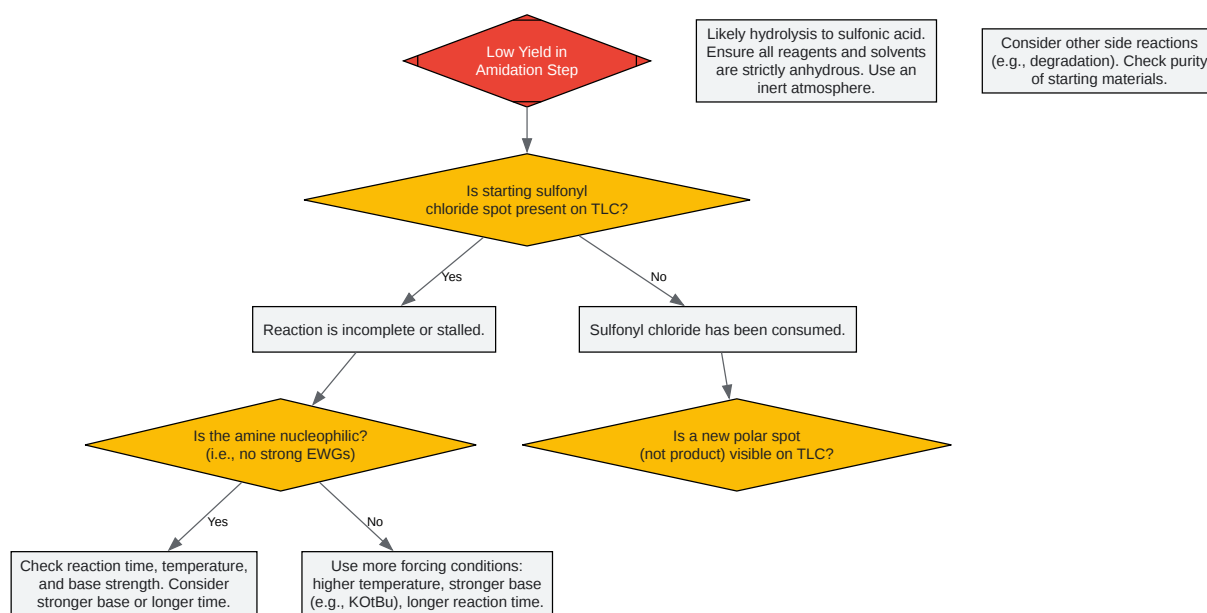 Low Yield in
Amidation Step
Likely hydrolysis to sulfonic acid.
Ensure all reagents and solvents
are strictly anhydrous. Use an
inert atmosphere.
Consider other side reactions
(e.g., degradation). Check purity
of starting materials.
Is starting sulfonyl
chloride spot present on TLC?
Yes
No
Reaction is incomplete or stalled.
Sulfonyl chloride has been consumed.
Is the amine nucleophilic?
(i.e., no strong EWGs)
Is a new polar spot
(not product) visible on TLC?
Yes
No
Check reaction time, temperature,
and base strength. Consider
stronger base or longer time.
Use more forcing conditions:
higher temperature, stronger base
(e.g., KOtBu), longer reaction time.